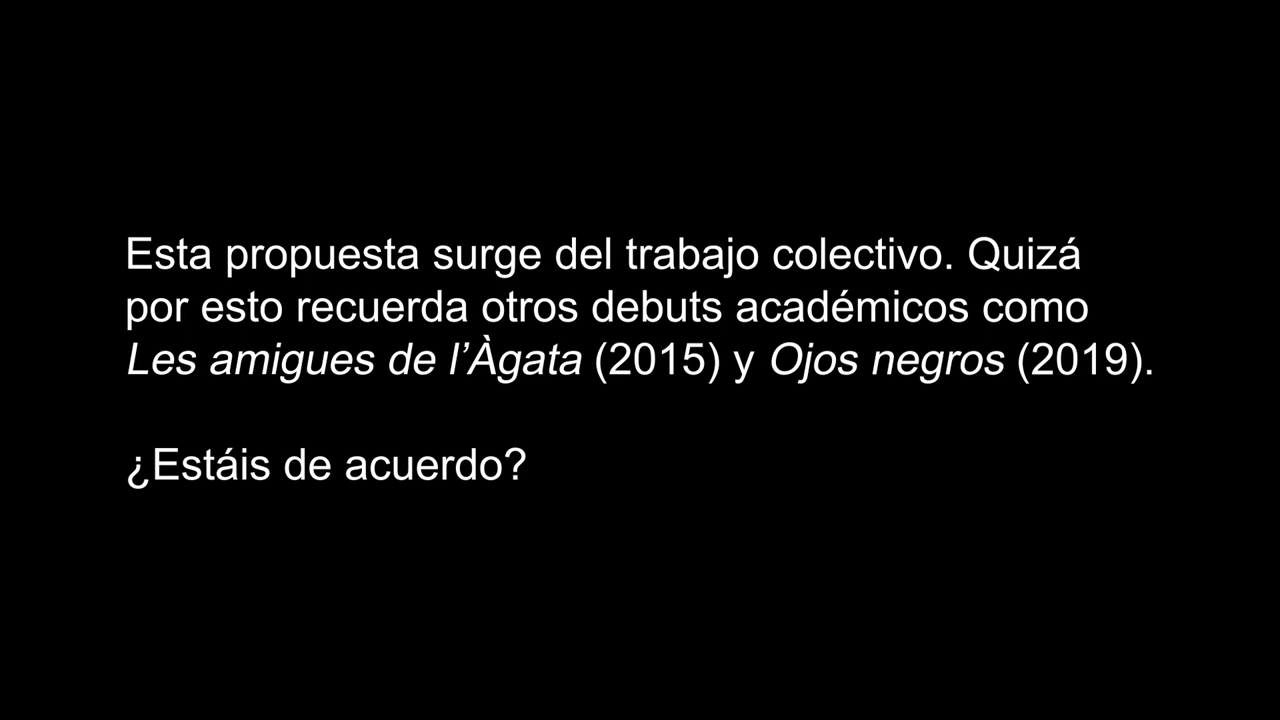 Esta propuesta surge del trabajo colectivo. Quizá
por esto recuerda otros debuts académicos como
Les amigues de l’Àgata (2015) y Ojos negros (2019).
¿Estáis de acuerdo?